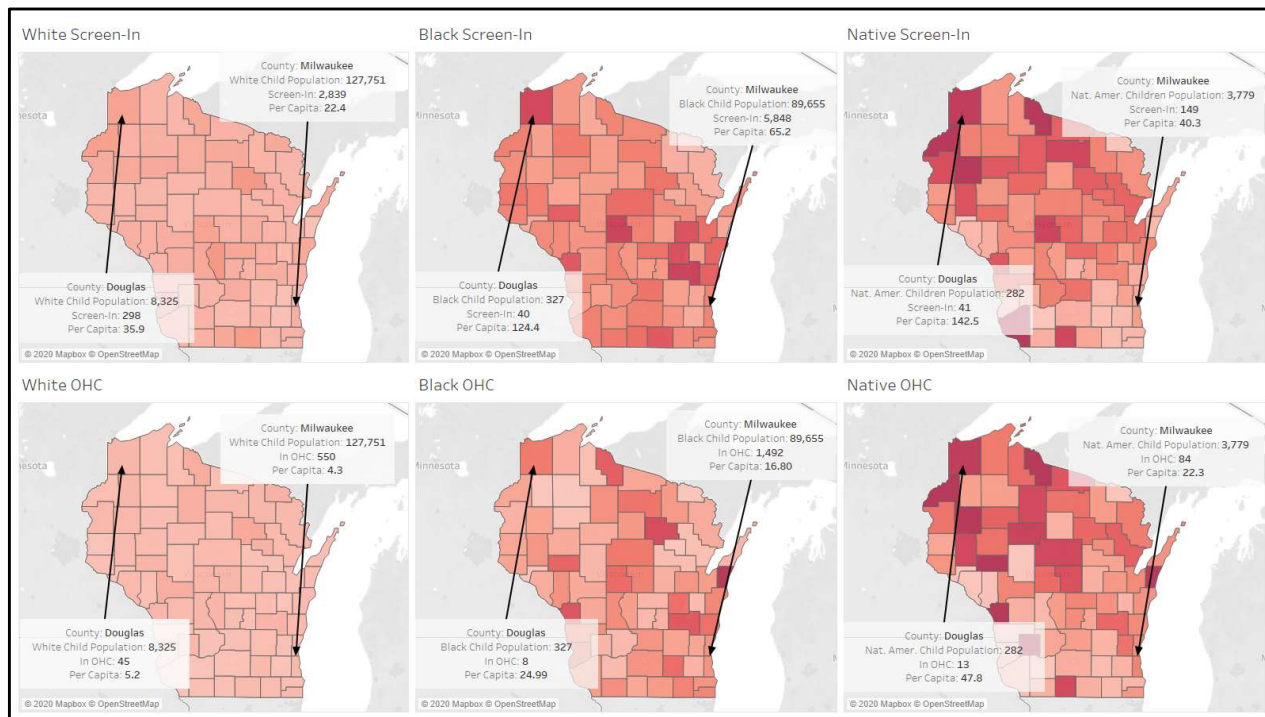 White Screen-In
County: Milwaukee
White Child Population: 127,751
Screen-In: 2,839
Per Capita: 22.4
Minnesota
County: Douglas
White Child Population: 8,325
Screen-In: 298
Per Capita: 35.9
© 2020 Mapbox © OpenStreetMap
Black Screen-In
County: Milwaukee
Black Child Population: 89,655
Screen-In: 5,848
Per Capita: 65.2
Minnesota
County: Douglas
Black Child Population: 327
Screen-In: 40
Per Capita: 124.4
© 2020 Mapbox © OpenStreetMap
Native Screen-In
County: Milwaukee
Nat. Amer. Children Population: 3,779
Screen-In: 149
Per Capita: 40.3
Minnesota
County: Douglas
Nat. Amer. Children Population: 282
Screen-In: 41
Per Capita: 142.5
© 2020 Mapbox © OpenStreetMap
White OHC
County: Milwaukee
White Child Population: 127,751
In OHC: 550
Per Capita: 4.3
Minnesota
County: Douglas
White Child Population: 8,325
In OHC: 45
Per Capita: 5.2
© 2020 Mapbox © OpenStreetMap
Black OHC
County: Milwaukee
Black Child Population: 89,655
In OHC: 1,492
Per Capita: 16.80
Minnesota
County: Douglas
Black Child Population: 327
In OHC: 8
Per Capita: 24.99
© 2020 Mapbox © OpenStreetMap
Native OHC
County: Milwaukee
Nat. Amer. Child Population: 3,779
In OHC: 84
Per Capita: 22.3
Minnesota
County: Douglas
Nat. Amer. Child Population: 282
In OHC: 13
Per Capita: 47.8
© 2020 Mapbox © OpenStreetMap